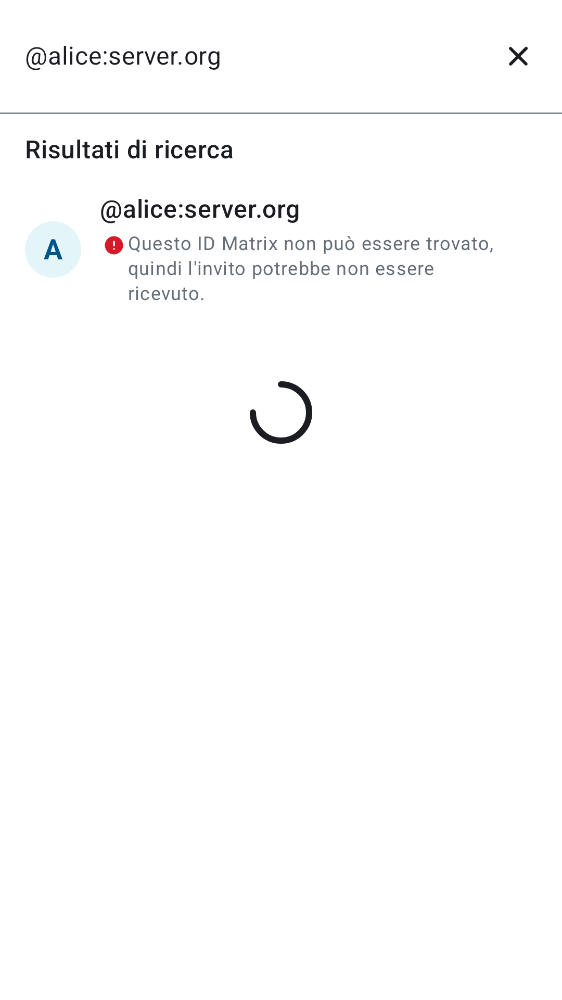 @alice:server.org
Risultati di ricerca
@alice:server.org
A
Questo ID Matrix non può essere trovato,
quindi l'invito potrebbe non essere
ricevuto.